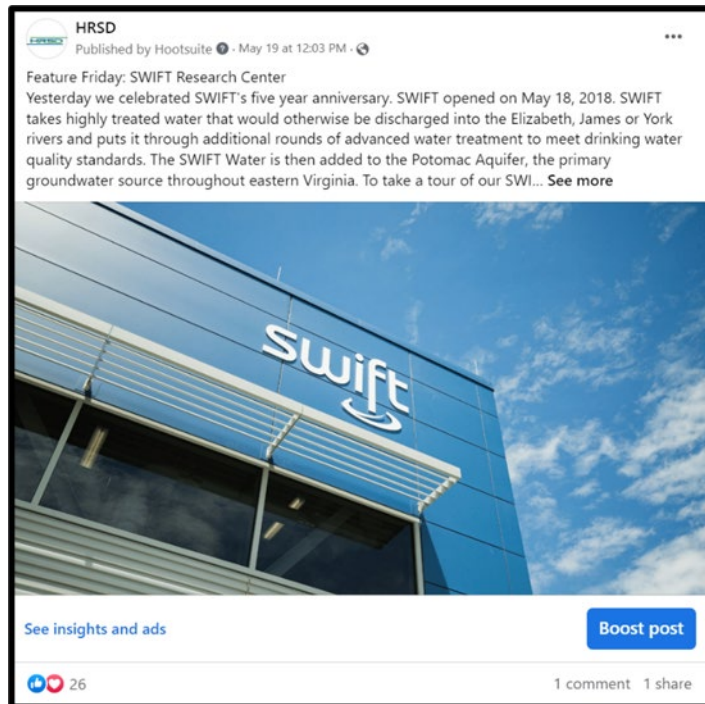 HRSD
HRSD
Published by Hootsuite · May 19 at 12:03 PM ·
Feature Friday: SWIFT Research Center
Yesterday we celebrated SWIFT's five year anniversary. SWIFT opened on May 18, 2018. SWIFT
takes highly treated water that would otherwise be discharged into the Elizabeth, James or York
rivers and puts it through additional rounds of advanced water treatment to meet drinking water
quality standards. The SWIFT Water is then added to the Potomac Aquifer, the primary
groundwater source throughout eastern Virginia. To take a tour of our SWI... See more
swift
See insights and ads
Boost post
26
1 comment 1 share